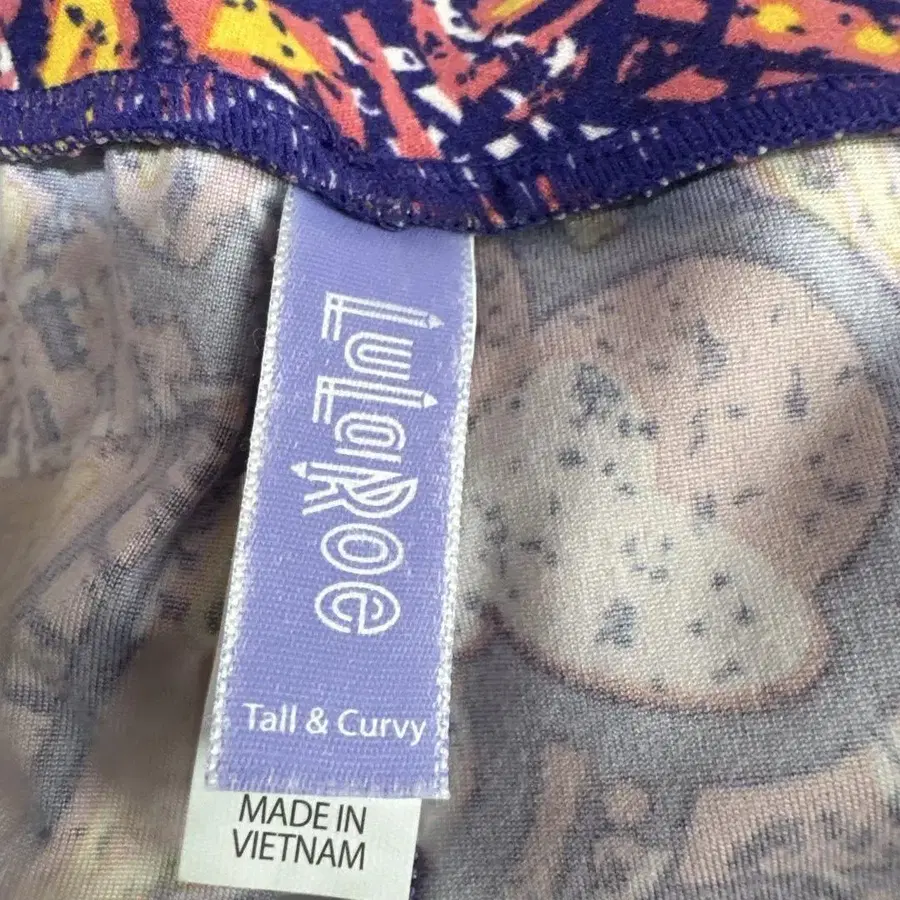 LuLaRoe
Tall & Curvy
MADE IN
VIETNAM